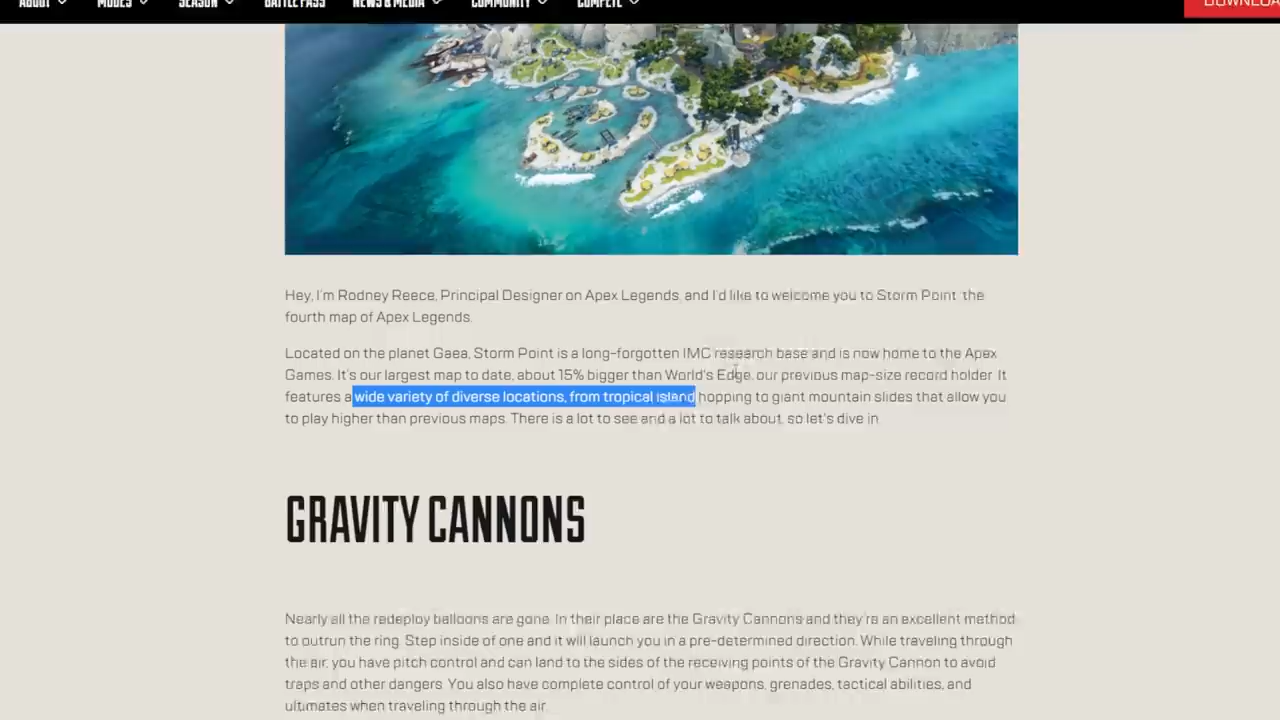 ABOUT MODES SEASON BATTLE PASS NEWS & MEDIA COMMUNITY COMPETE DOWNLOA
Hey, I'm Rodney Reece, Principal Designer on Apex Legends, and I'd like to welcome you to Storm Point: the
fourth map of Apex Legends.
Located on the planet Gaea, Storm Point is a long-forgotten IMC research base and is now home to the Apex
Games. It's our largest map to date, about 15% bigger than World's Edge, our previous map-size record holder. It
features a wide variety of diverse locations, from tropical island hopping to giant mountain slides that allow you
to play higher than previous maps. There is a lot to see and a lot to talk about, so let's dive in.
GRAVITY CANNONS
Nearly all the redeploy balloons are gone. In their place are the Gravity Cannons and they're an excellent method
to outrun the ring. Step inside of one and it will launch you in a pre-determined direction. While traveling through
the air, you have pitch control and can land to the sides of the receiving points of the Gravity Cannon to avoid
traps and other dangers. You also have complete control of your weapons, grenades, tactical abilities, and
ultimates when traveling through the air.